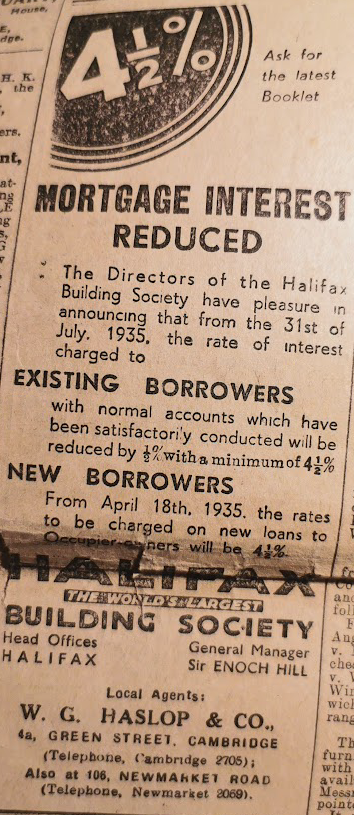 4½%
Ask for
the latest
Booklet
MORTGAGE INTEREST
REDUCED
The Directors of the Halifax
Building Society have pleasure in
announcing that from the 31st of
July, 1935, the rate of interest
charged to
EXISTING BORROWERS
with normal accounts which have
been satisfactorily conducted will be
reduced by ½% with a minimum of 4½%
NEW BORROWERS
From April 18th, 1935, the rates
to be charged on new loans to
Occupier-owners will be 4½%.
HALIFAX
THE WORLD'S LARGEST
BUILDING SOCIETY
Head Offices
HALIFAX
General Manager
Sir ENOCH HILL
Local Agents:
W. G. HASLOP & CO.,
4a, GREEN STREET, CAMBRIDGE
(Telephone, Cambridge 2705);
Also at 106, NEWMARKET ROAD
(Telephone, Newmarket 2069).